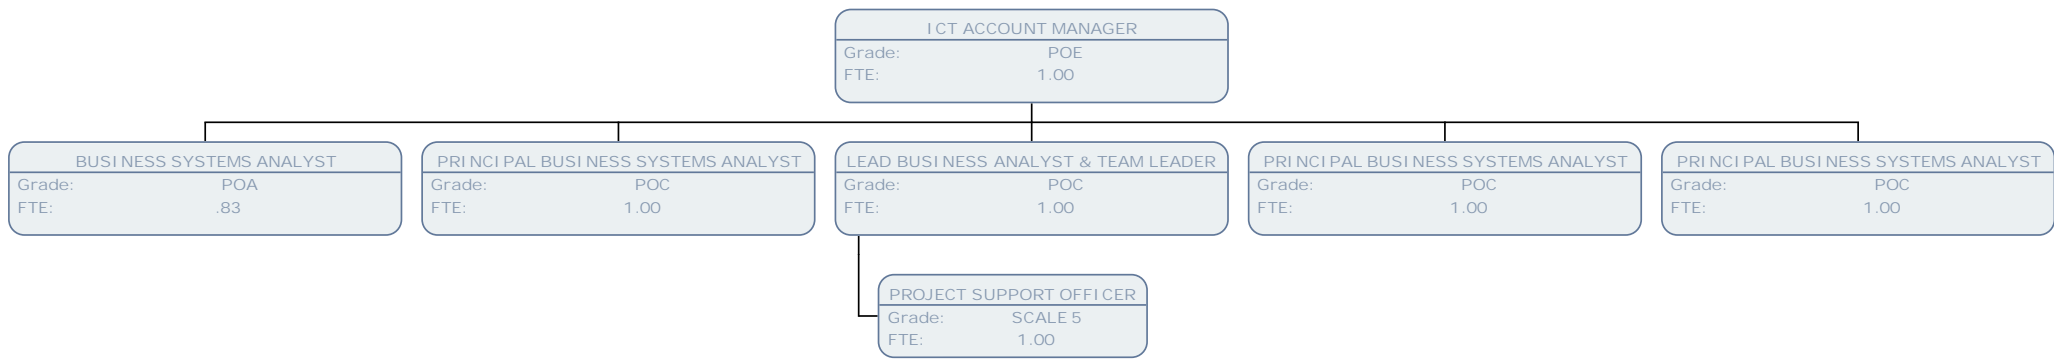 ICT ACCOUNT MANAGER
Grade: POE
FTE: 1.00
BUSINESS SYSTEMS ANALYST
Grade: POA
FTE: .83
PRINCIPAL BUSINESS SYSTEMS ANALYST
Grade: POC
FTE: 1.00
LEAD BUSINESS ANALYST & TEAM LEADER
Grade: POC
FTE: 1.00
PRINCIPAL BUSINESS SYSTEMS ANALYST
Grade: POC
FTE: 1.00
PRINCIPAL BUSINESS SYSTEMS ANALYST
Grade: POC
FTE: 1.00
PROJECT SUPPORT OFFICER
Grade: SCALE 5
FTE: 1.00